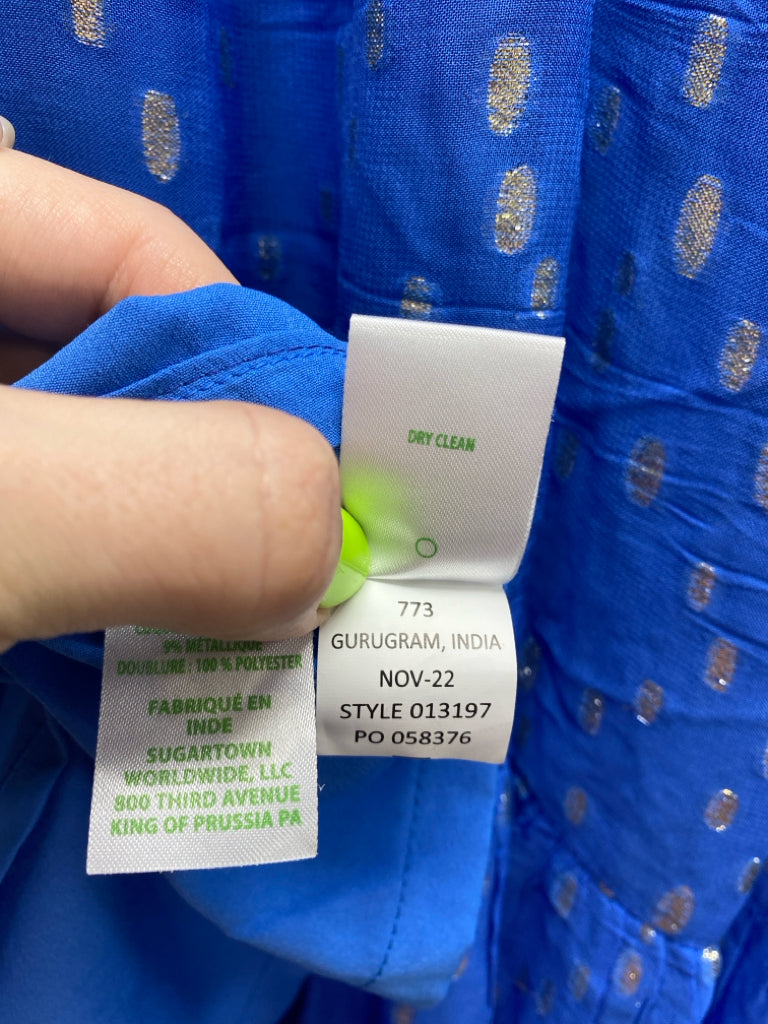 DRY CLEAN
773
GURUGRAM, INDIA
NOV-22
STYLE 013197
PO 058376
9% MÉTALLIQUE
DOUBLURE : 100 % POLYESTER
FABRIQUÉ EN
INDE
SUGARTOWN
WORLDWIDE, LLC
800 THIRD AVENUE
KING OF PRUSSIA PA